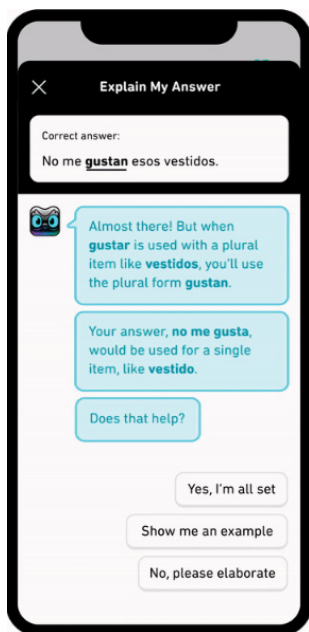 Explain My Answer
Correct answer:
No me gustan esos vestidos.
Almost there! But when
gustar is used with a plural
item like vestidos, you'll use
the plural form gustan.
Your answer, no me gusta,
would be used for a single
item, like vestido.
Does that help?
Yes, I'm all set
Show me an example
No, please elaborate